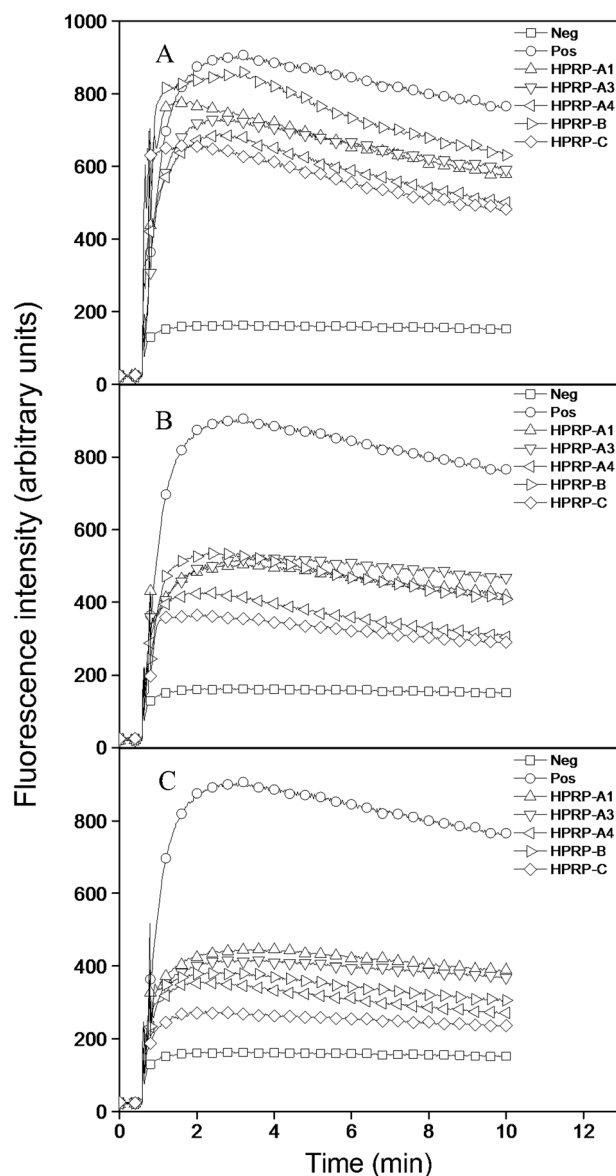 Fluorescence intensity (arbitrary units)
1000
800
600
400
200
0
A
Neg
Pos
HPRP-A1
HPRP-A3
HPRP-A4
HPRP-B
HPRP-C
800
600
400
200
0
B
Neg
Pos
HPRP-A1
HPRP-A3
HPRP-A4
HPRP-B
HPRP-C
800
600
400
200
0
C
Neg
Pos
HPRP-A1
HPRP-A3
HPRP-A4
HPRP-B
HPRP-C
0 2 4 6 8 10 12
Time (min)